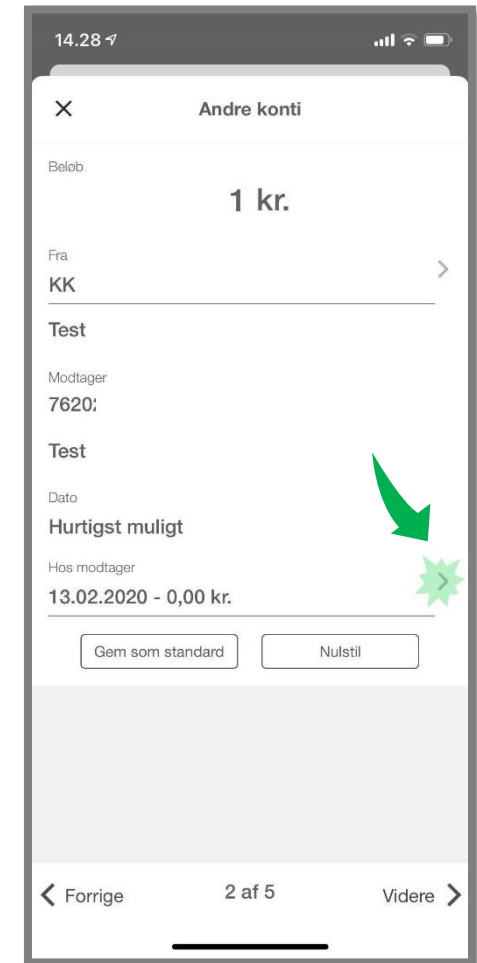 14.28
Andre konti
Beløb
1 kr.
Fra
KK
Test
Modtager
7620
Test
Dato
Hurtigst muligt
Hos modtager
13.02.2020 - 0,00 kr.
Gem som standard
Nulstil
Forrige
2 af 5
Videre